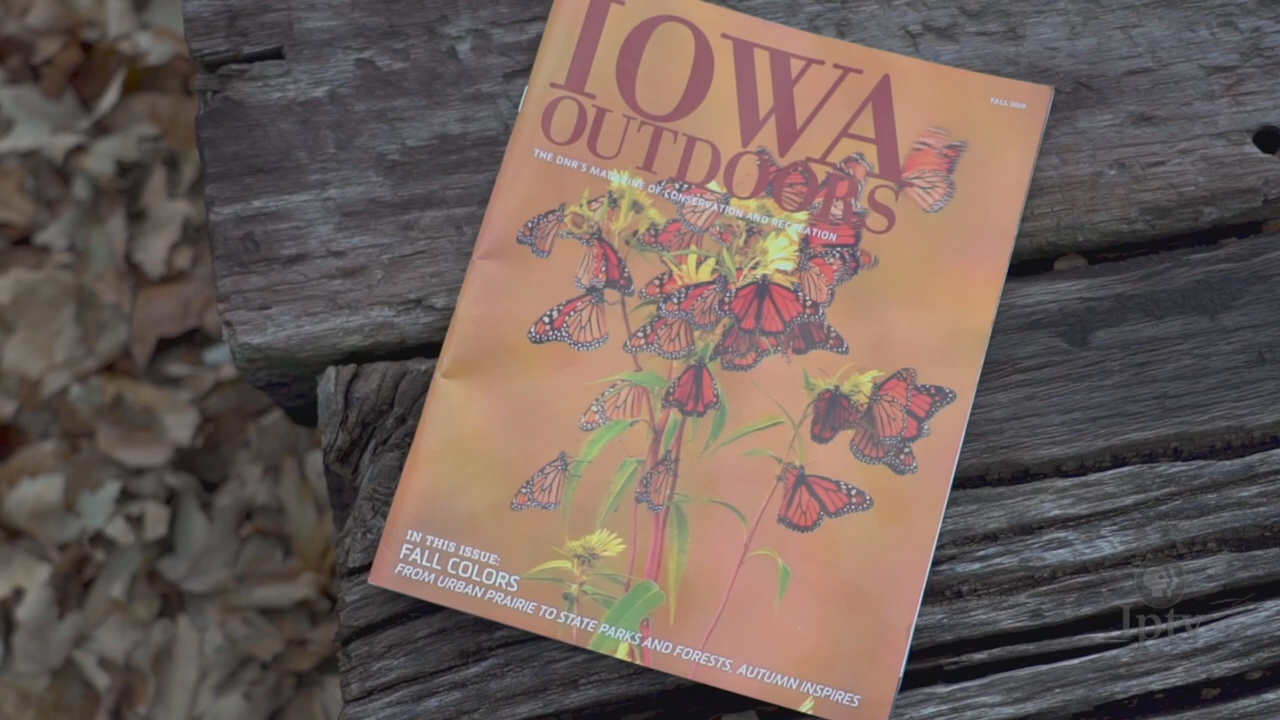 FALL 2019
IOWA
OUTDOORS
THE DNR'S MAGAZINE OF CONSERVATION AND RECREATION
IN THIS ISSUE:
FALL COLORS
FROM URBAN PRAIRIE TO STATE PARKS AND FORESTS, AUTUMN INSPIRES
Iptv